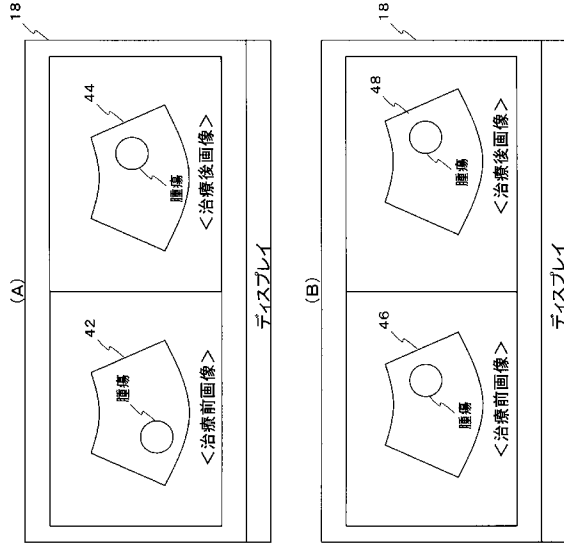 (A)
18
42
腫瘍
<治療前画像>
44
腫瘍
<治療後画像>
ディスプレイ
(B)
18
46
腫瘍
<治療前画像>
48
腫瘍
<治療後画像>
ディスプレイ